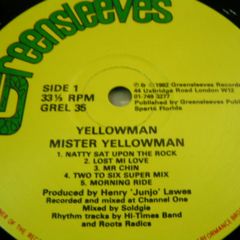 Greensleeves
SIDE 1
33⅓ RPM
GREL 35
℗ & © 1982 Greensleeves Records
44 Uxbridge Road London W12
01-749 3277
Published by Greensleeves Publ
Sparta Florida
YELLOWMAN
MISTER YELLOWMAN
1. NATTY SAT UPON THE ROCK
2. LOST MI LOVE
3. MR CHIN
4. TWO TO SIX SUPER MIX
5. MORNING RIDE
Produced by Henry 'Junjo' Lawes
Recorded and mixed at Channel One
Mixed by Soldgie
Rhythm tracks by Hi-Times Band
and Roots Radics